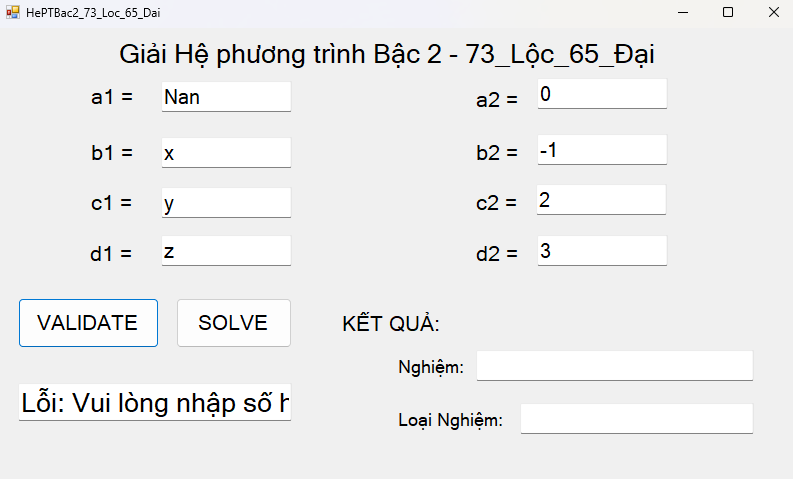 HePTBac2_73_Loc_65_Dai
Giải Hệ phương trình Bậc 2 - 73_Lộc_65_Đại
a1 = Nan
a2 = 0
b1 = x
b2 = -1
c1 = y
c2 = 2
d1 = z
d2 = 3
VALIDATE
SOLVE
KẾT QUẢ:
Nghiệm:
Lỗi: Vui lòng nhập số h
Loại Nghiệm: